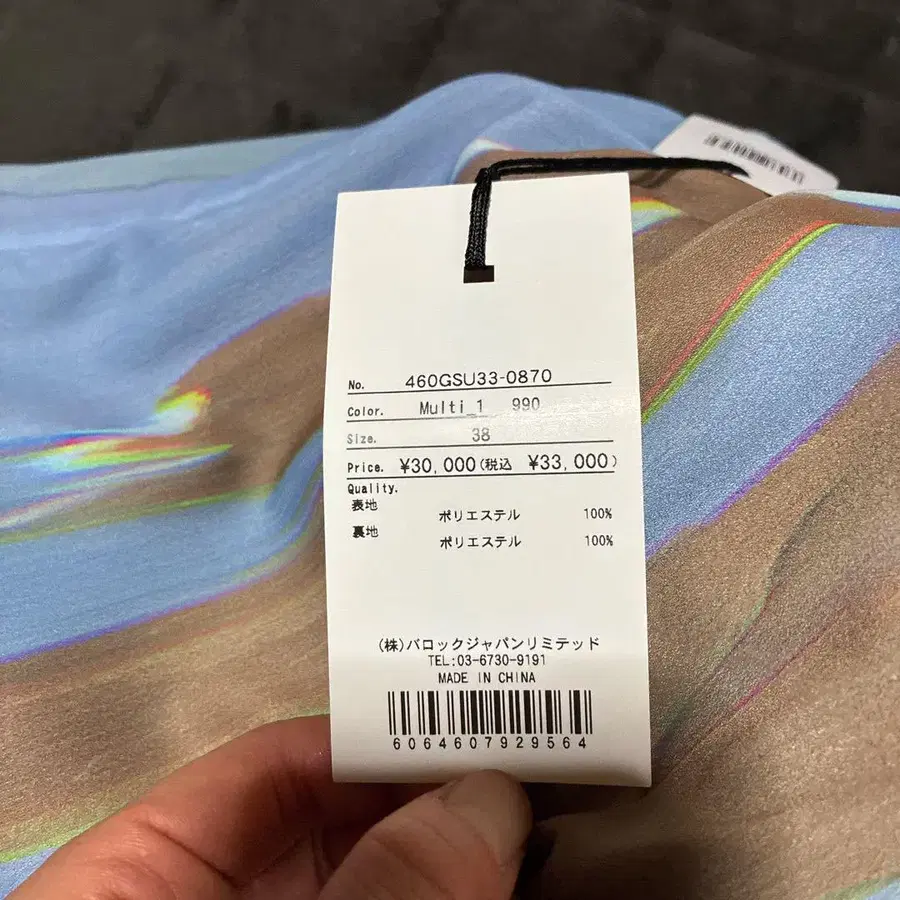 No. 460GSU33-0870
Color. Multi_1 990
Size. 38
Price. ¥30,000(税込 ¥33,000)
Quality.
表地
ポリエステル 100%
裏地
ポリエステル 100%
(株)バロックジャパンリミテッド
TEL:03-6730-9191
MADE IN CHINA
6064607929564